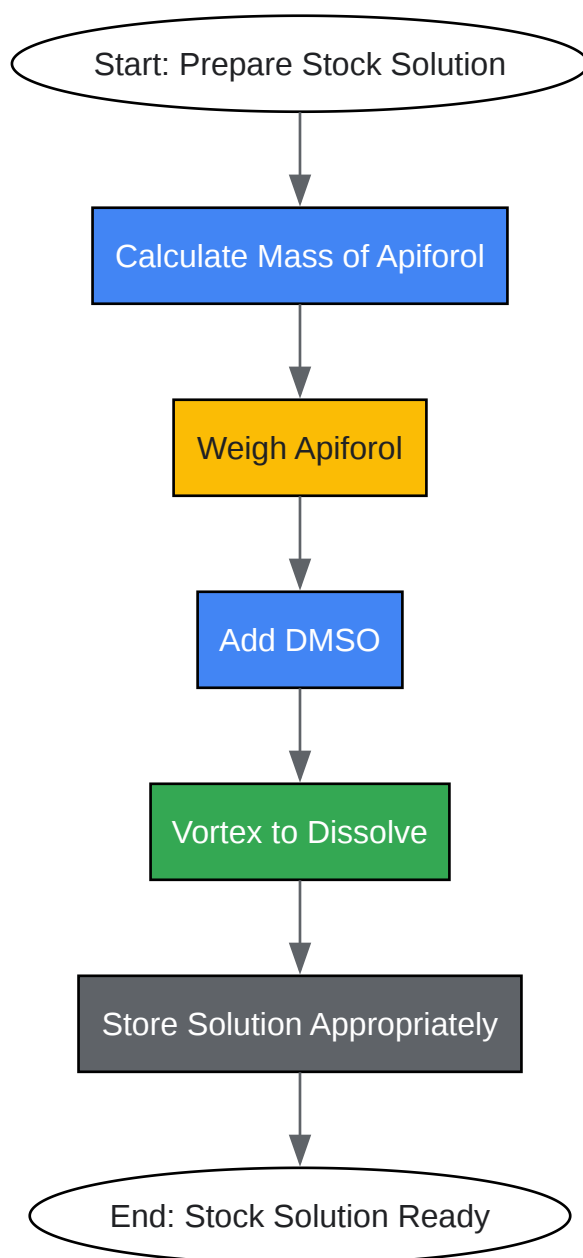 Start: Prepare Stock Solution
Calculate Mass of Apiforol
Weigh Apiforol
Add DMSO
Vortex to Dissolve
Store Solution Appropriately
End: Stock Solution Ready